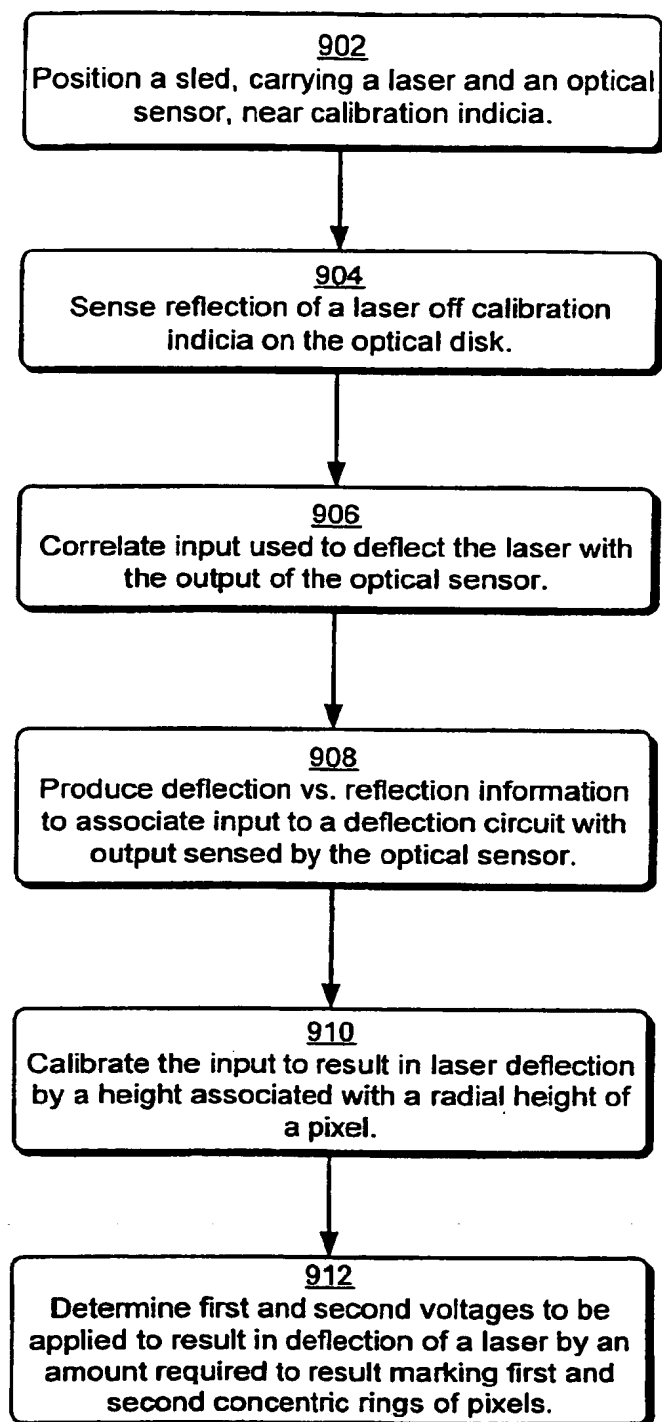 902
Position a sled, carrying a laser and an optical
sensor, near calibration indicia.
904
Sense reflection of a laser off calibration
indicia on the optical disk.
906
Correlate input used to deflect the laser with
the output of the optical sensor.
908
Produce deflection vs. reflection information
to associate input to a deflection circuit with
output sensed by the optical sensor.
910
Calibrate the input to result in laser deflection
by a height associated with a radial height of
a pixel.
912
Determine first and second voltages to be
applied to result in deflection of a laser by an
amount required to result marking first and
second concentric rings of pixels.